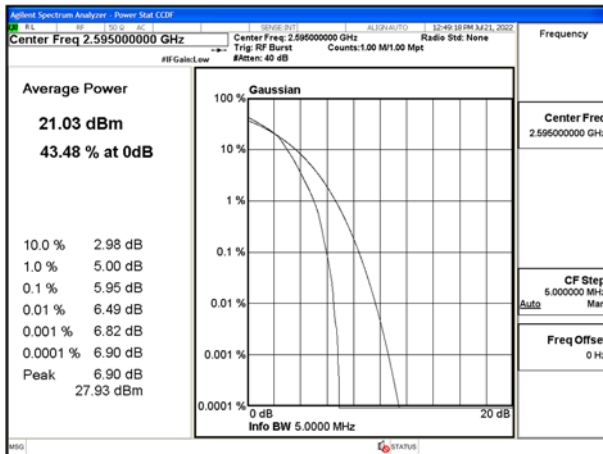 Agilent Spectrum Analyzer - Power Stat CCDF
RL RF 50 Ω AC SENSE:INT ALIGN AUTO 12:49:18 PM Jul 21, 2022
Center Freq 2.595000000 GHz
Center Freq: 2.595000000 GHz Radio Std: None
Trig: RF Burst Counts:1.00 M/1.00 Mpt
#IFGain:Low #Atten: 40 dB
Frequency
Average Power
21.03 dBm
43.48 % at 0dB
10.0 % 2.98 dB
1.0 % 5.00 dB
0.1 % 5.95 dB
0.01 % 6.49 dB
0.001 % 6.82 dB
0.0001 % 6.90 dB
Peak 6.90 dB
27.93 dBm
Gaussian
100 %
10 %
1 %
0.1 %
0.01 %
0.001 %
0.0001 %
0 dB 20 dB
Info BW 5.0000 MHz
Center Freq
2.595000000 GHz
CF Step
5.000000 MHz
Auto Man
Freq Offset
0 Hz
MSG STATUS